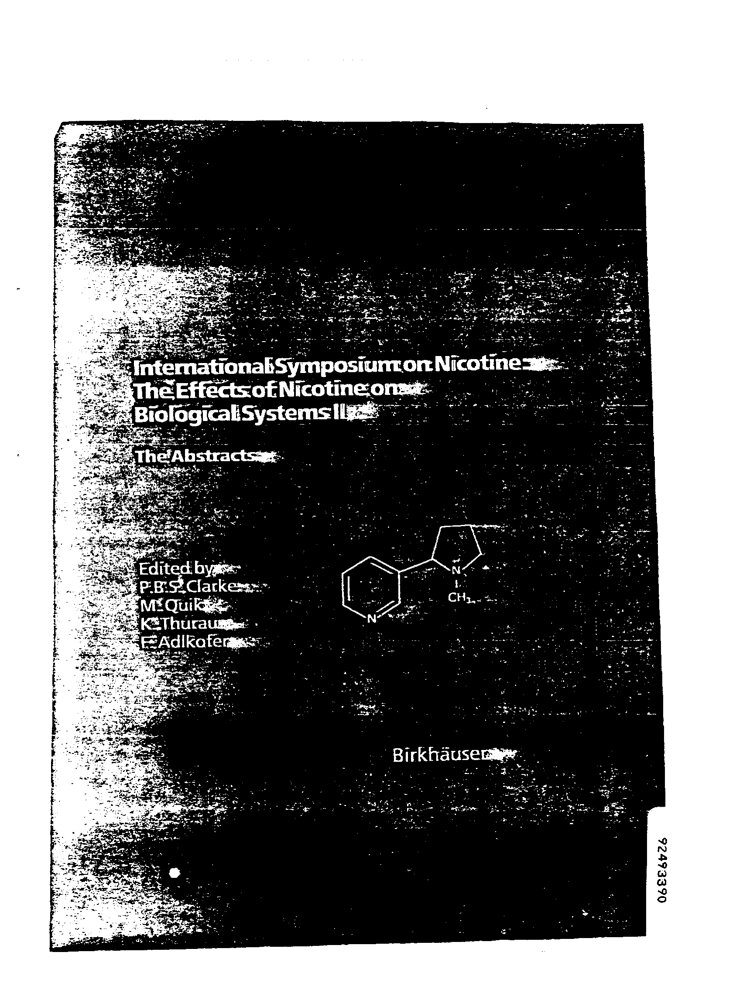 International Symposium on Nicotine
The Effects of Nicotine on
Biological Systems II
The Abstracts
Edited by
P.B.S. Clarke
M. Quik
K. Thurau
F. Adlkofer
N
CH3
N
Birkhäuser
92493390